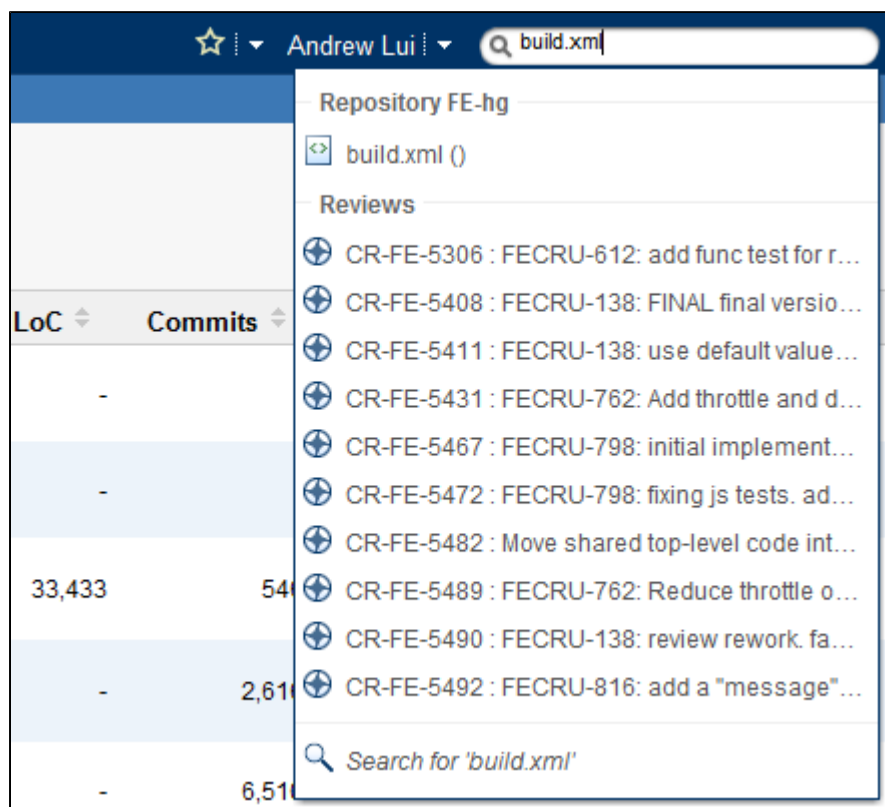 Andrew Lui
build.xml
Repository FE-hg
build.xml ()
Reviews
CR-FE-5306 : FECRU-612: add func test for r…
CR-FE-5408 : FECRU-138: FINAL final versio…
CR-FE-5411 : FECRU-138: use default value…
CR-FE-5431 : FECRU-762: Add throttle and d…
CR-FE-5467 : FECRU-798: initial implement…
CR-FE-5472 : FECRU-798: fixing js tests. ad…
CR-FE-5482 : Move shared top-level code int…
CR-FE-5489 : FECRU-762: Reduce throttle o…
CR-FE-5490 : FECRU-138: review rework. fa…
CR-FE-5492 : FECRU-816: add a "message"…
Search for 'build.xml'
LoC Commits
-
-
33,433
- 2,61
- 6,51